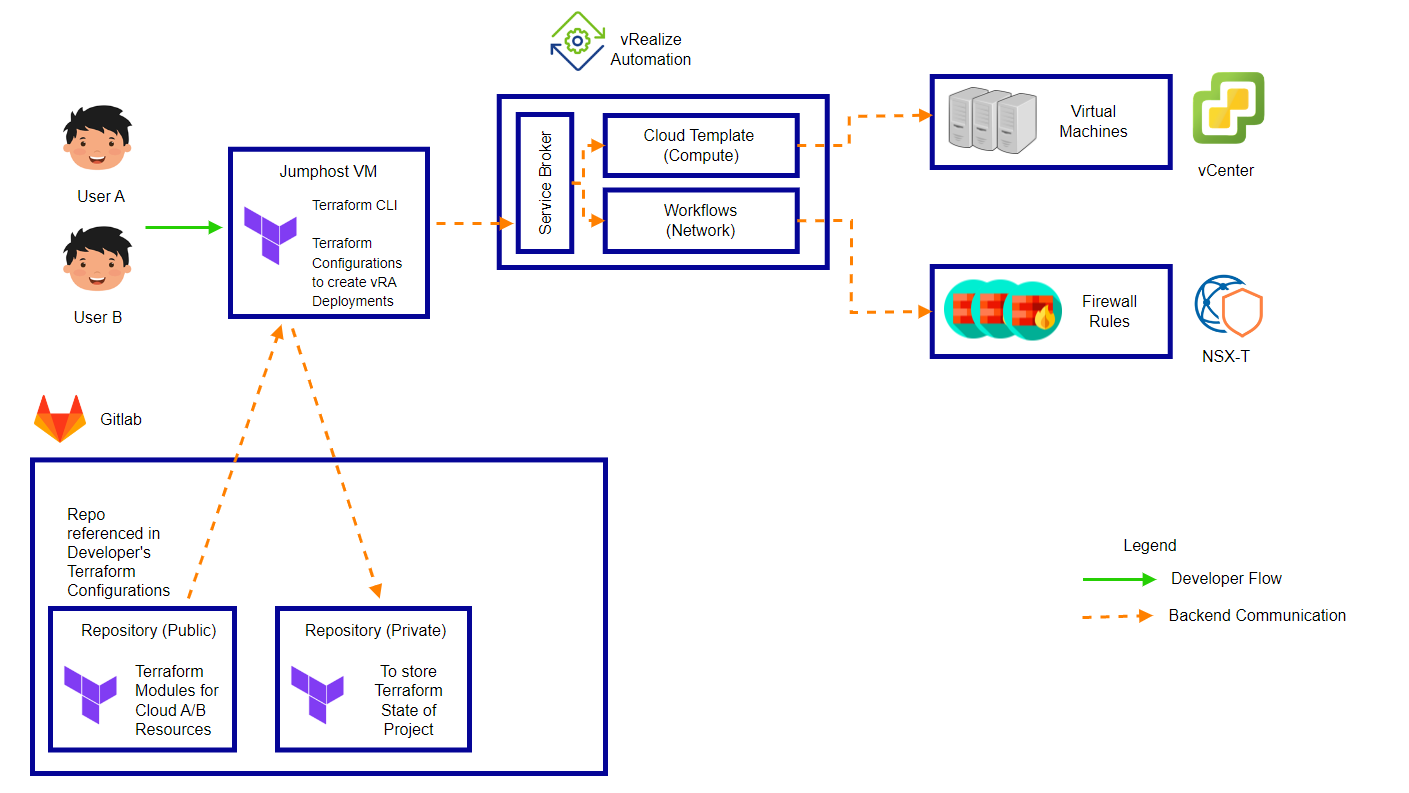 vRealize
Automation
User A
User B
Jumphost VM
Terraform CLI
Terraform
Configurations
to create vRA
Deployments
Service Broker
Cloud Template
(Compute)
Workflows
(Network)
Virtual
Machines
vCenter
Firewall
Rules
NSX-T
Gitlab
Repo
referenced in
Developer's
Terraform
Configurations
Repository (Public)
Terraform
Modules for
Cloud A/B
Resources
Repository (Private)
To store
Terraform
State of
Project
Legend
Developer Flow
Backend Communication